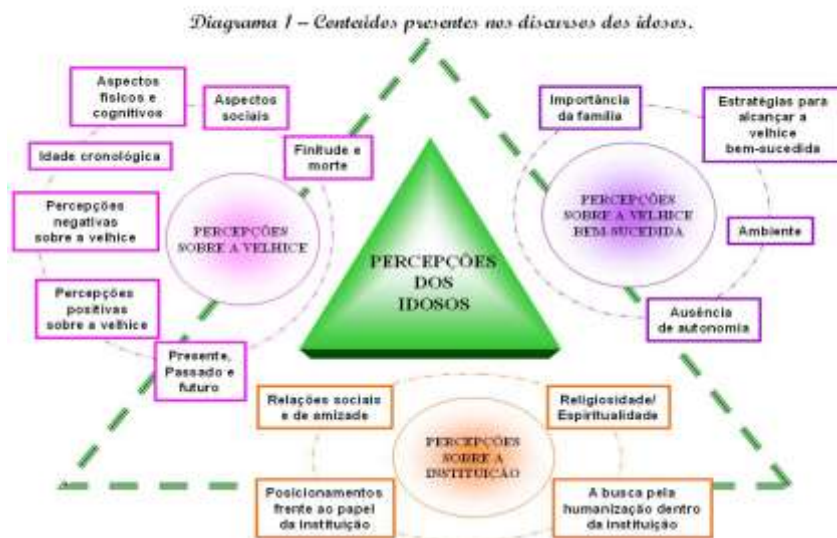 Diagrama 1 – Conteúdos presentes nos discursos dos idosos.
Aspectos
físicos e
cognitivos
Aspectos
sociais
Idade cronológica
Finitude e
morte
Percepções
negativas
sobre a velhice
PERCEPÇÕES
SOBRE A VELHICE
Percepções
positivas
sobre a velhice
Presente,
Passado e
futuro
PERCEPÇÕES
DOS
IDOSOS
Importância
da família
Estratégias para
alcançar a
velhice
bem-sucedida
PERCEPÇÕES
SOBRE A VELHICE
BEM-SUCEDIDA
Ambiente
Ausência
de autonomia
Relações sociais
e de amizade
Religiosidade/
Espiritualidade
PERCEPÇÕES
SOBRE A
INSTITUIÇÃO
Posicionamentos
frente ao papel
da instituição
A busca pela
humanização dentro
da instituição